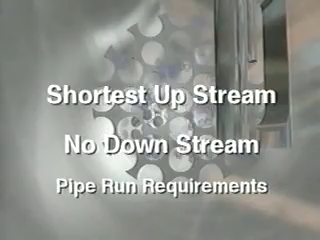 Shortest Up Stream
No Down Stream
Pipe Run Requirements